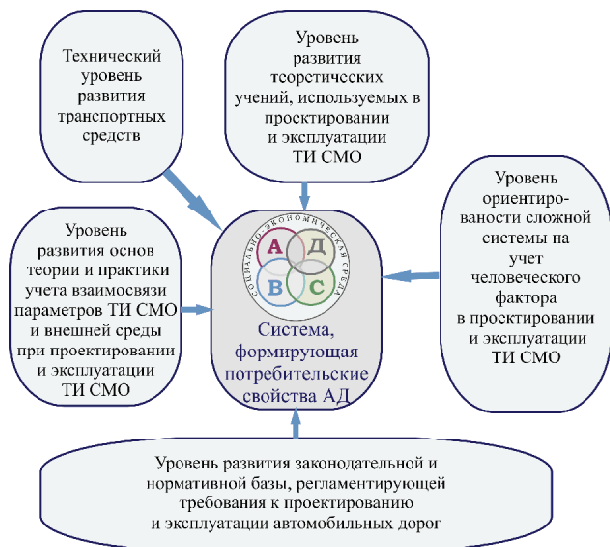 Технический
уровень
развития
транспортных
средств
Уровень
развития
теоретических
учений, используемых в
проектировании
и эксплуатации
ТИ СМО
Уровень
ориентиро-
ваности сложной
системы па
учет
человеческого
фактора
в проектировании
и эксплуатации
ТИ СМО
Уровень
развития основ
теории и практики
учета взаимосвязи
параметров ТИ СМО
и внешней среды
при проектировании
и эксплуатации
ТИ СМО
СОЦИАЛЬНО-ЭКОНОМИЧЕСКАЯ СРЕДА
А Д
В С
Система,
формирующая
потребительские
свойства АД
Уровень развития законодательной и
нормативной базы, регламентирующей
требования к проектированию
и эксплуатации автомобильных дорог